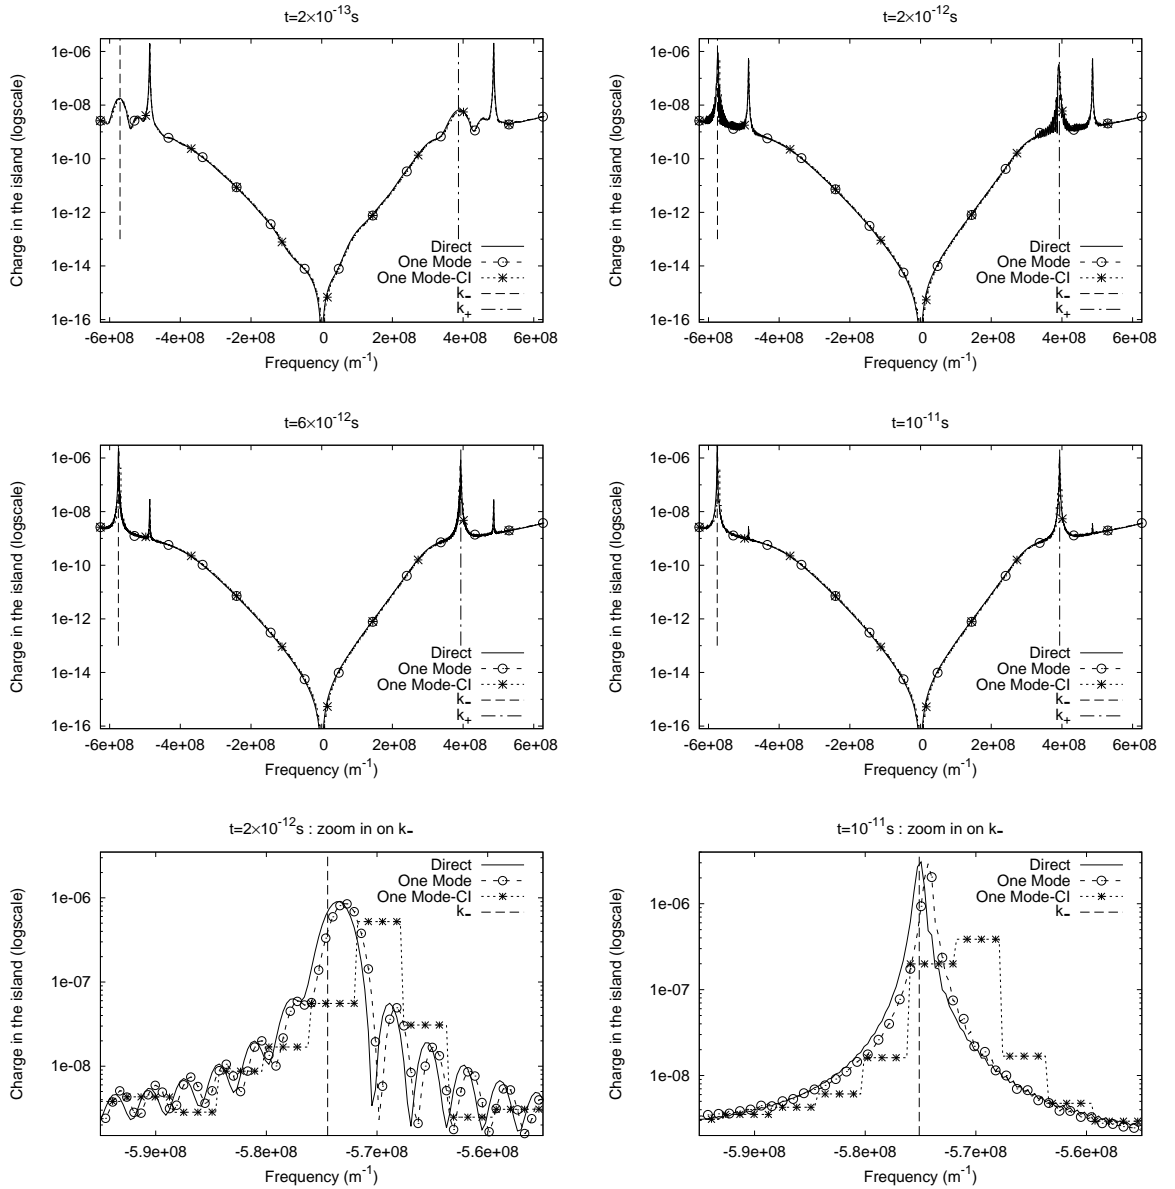 t=2×10⁻¹³s
Charge in the island (logscale)
1e-06
1e-08
1e-10
1e-12
1e-14
1e-16
Direct
One Mode
One Mode-CI
k₋
k₊
-6e+08 -4e+08 -2e+08 0 2e+08 4e+08 6e+08
Frequency (m⁻¹)
t=2×10⁻¹²s
Charge in the island (logscale)
1e-06
1e-08
1e-10
1e-12
1e-14
1e-16
Direct
One Mode
One Mode-CI
k₋
k₊
-6e+08 -4e+08 -2e+08 0 2e+08 4e+08 6e+08
Frequency (m⁻¹)
t=6×10⁻¹²s
Charge in the island (logscale)
1e-06
1e-08
1e-10
1e-12
1e-14
1e-16
Direct
One Mode
One Mode-CI
k₋
k₊
-6e+08 -4e+08 -2e+08 0 2e+08 4e+08 6e+08
Frequency (m⁻¹)
t=10⁻¹¹s
Charge in the island (logscale)
1e-06
1e-08
1e-10
1e-12
1e-14
1e-16
Direct
One Mode
One Mode-CI
k₋
k₊
-6e+08 -4e+08 -2e+08 0 2e+08 4e+08 6e+08
Frequency (m⁻¹)
t=2×10⁻¹²s : zoom in on k₋
Charge in the island (logscale)
1e-06
1e-07
1e-08
Direct
One Mode
One Mode-CI
k₋
-5.9e+08 -5.8e+08 -5.7e+08 -5.6e+08
Frequency (m⁻¹)
t=10⁻¹¹s : zoom in on k₋
Charge in the island (logscale)
1e-06
1e-07
1e-08
Direct
One Mode
One Mode-CI
k₋
-5.9e+08 -5.8e+08 -5.7e+08 -5.6e+08
Frequency (m⁻¹)